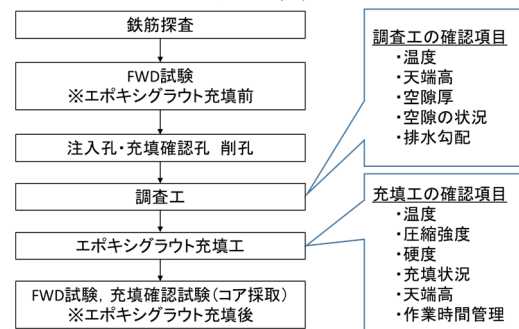 鉄筋探査
FWD試験
※エポキシグラウト充填前
注入孔・充填確認孔 削孔
調査工
エポキシグラウト充填工
FWD試験, 充填確認試験(コア採取)
※エポキシグラウト充填後
調査工の確認項目
・温度
・天端高
・空隙厚
・空隙の状況
・排水勾配
充填工の確認項目
・温度
・圧縮強度
・硬度
・充填状況
・天端高
・作業時間管理